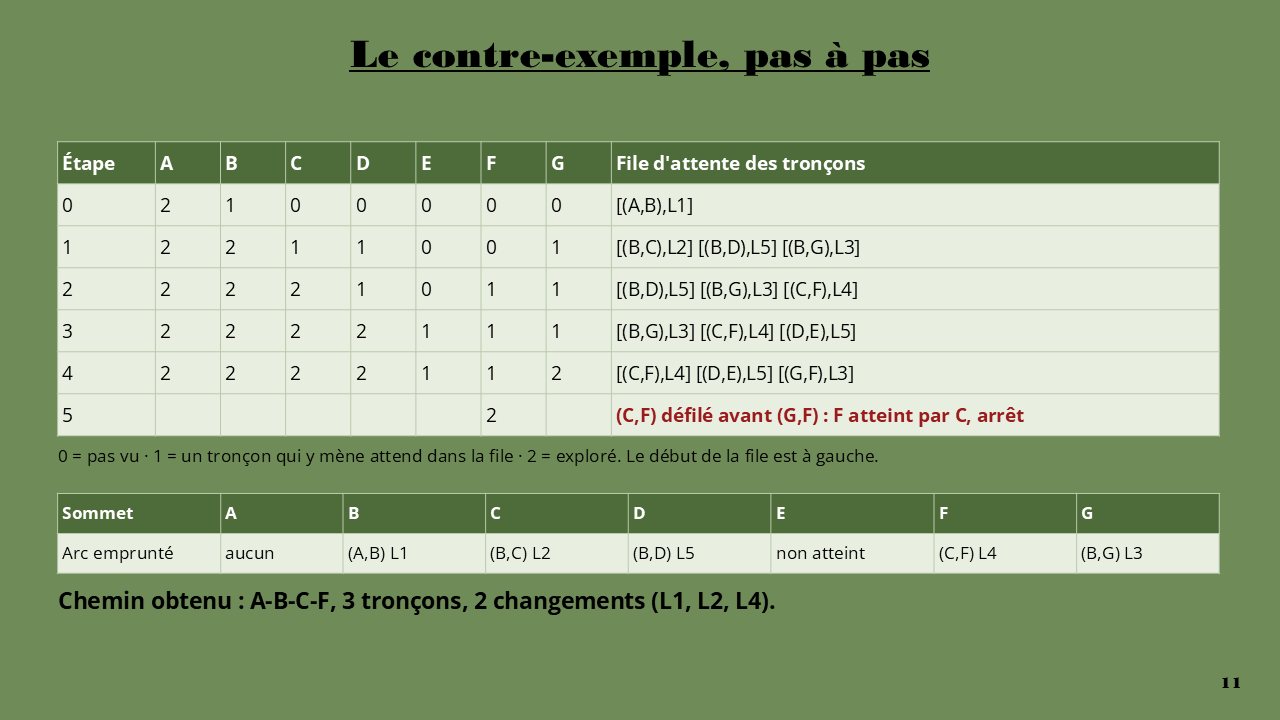 Le contre-exemple, pas à pas
Étape A B C D E F G File d'attente des tronçons
0 2 1 0 0 0 0 0 [(A,B),L1]
1 2 2 1 1 0 0 1 [(B,C),L2] [(B,D),L5] [(B,G),L3]
2 2 2 2 1 0 1 1 [(B,D),L5] [(B,G),L3] [(C,F),L4]
3 2 2 2 2 1 1 1 [(B,G),L3] [(C,F),L4] [(D,E),L5]
4 2 2 2 2 1 1 2 [(C,F),L4] [(D,E),L5] [(G,F),L3]
5 2 (C,F) défilé avant (G,F) : F atteint par C, arrêt
0 = pas vu · 1 = un tronçon qui y mène attend dans la file · 2 = exploré. Le début de la file est à gauche.
Sommet A B C D E F G
Arc emprunté aucun (A,B) L1 (B,C) L2 (B,D) L5 non atteint (C,F) L4 (B,G) L3
Chemin obtenu : A-B-C-F, 3 tronçons, 2 changements (L1, L2, L4).
11